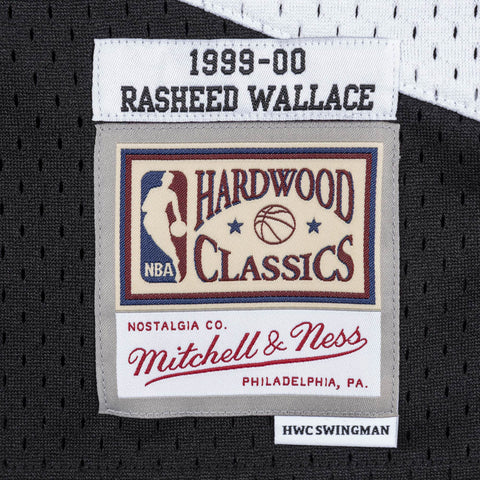 1999-00
RASHEED WALLACE
HARDWOOD
CLASSICS
NBA
NOSTALGIA CO.
Mitchell & Ness
PHILADELPHIA, PA.
HWC SWINGMAN